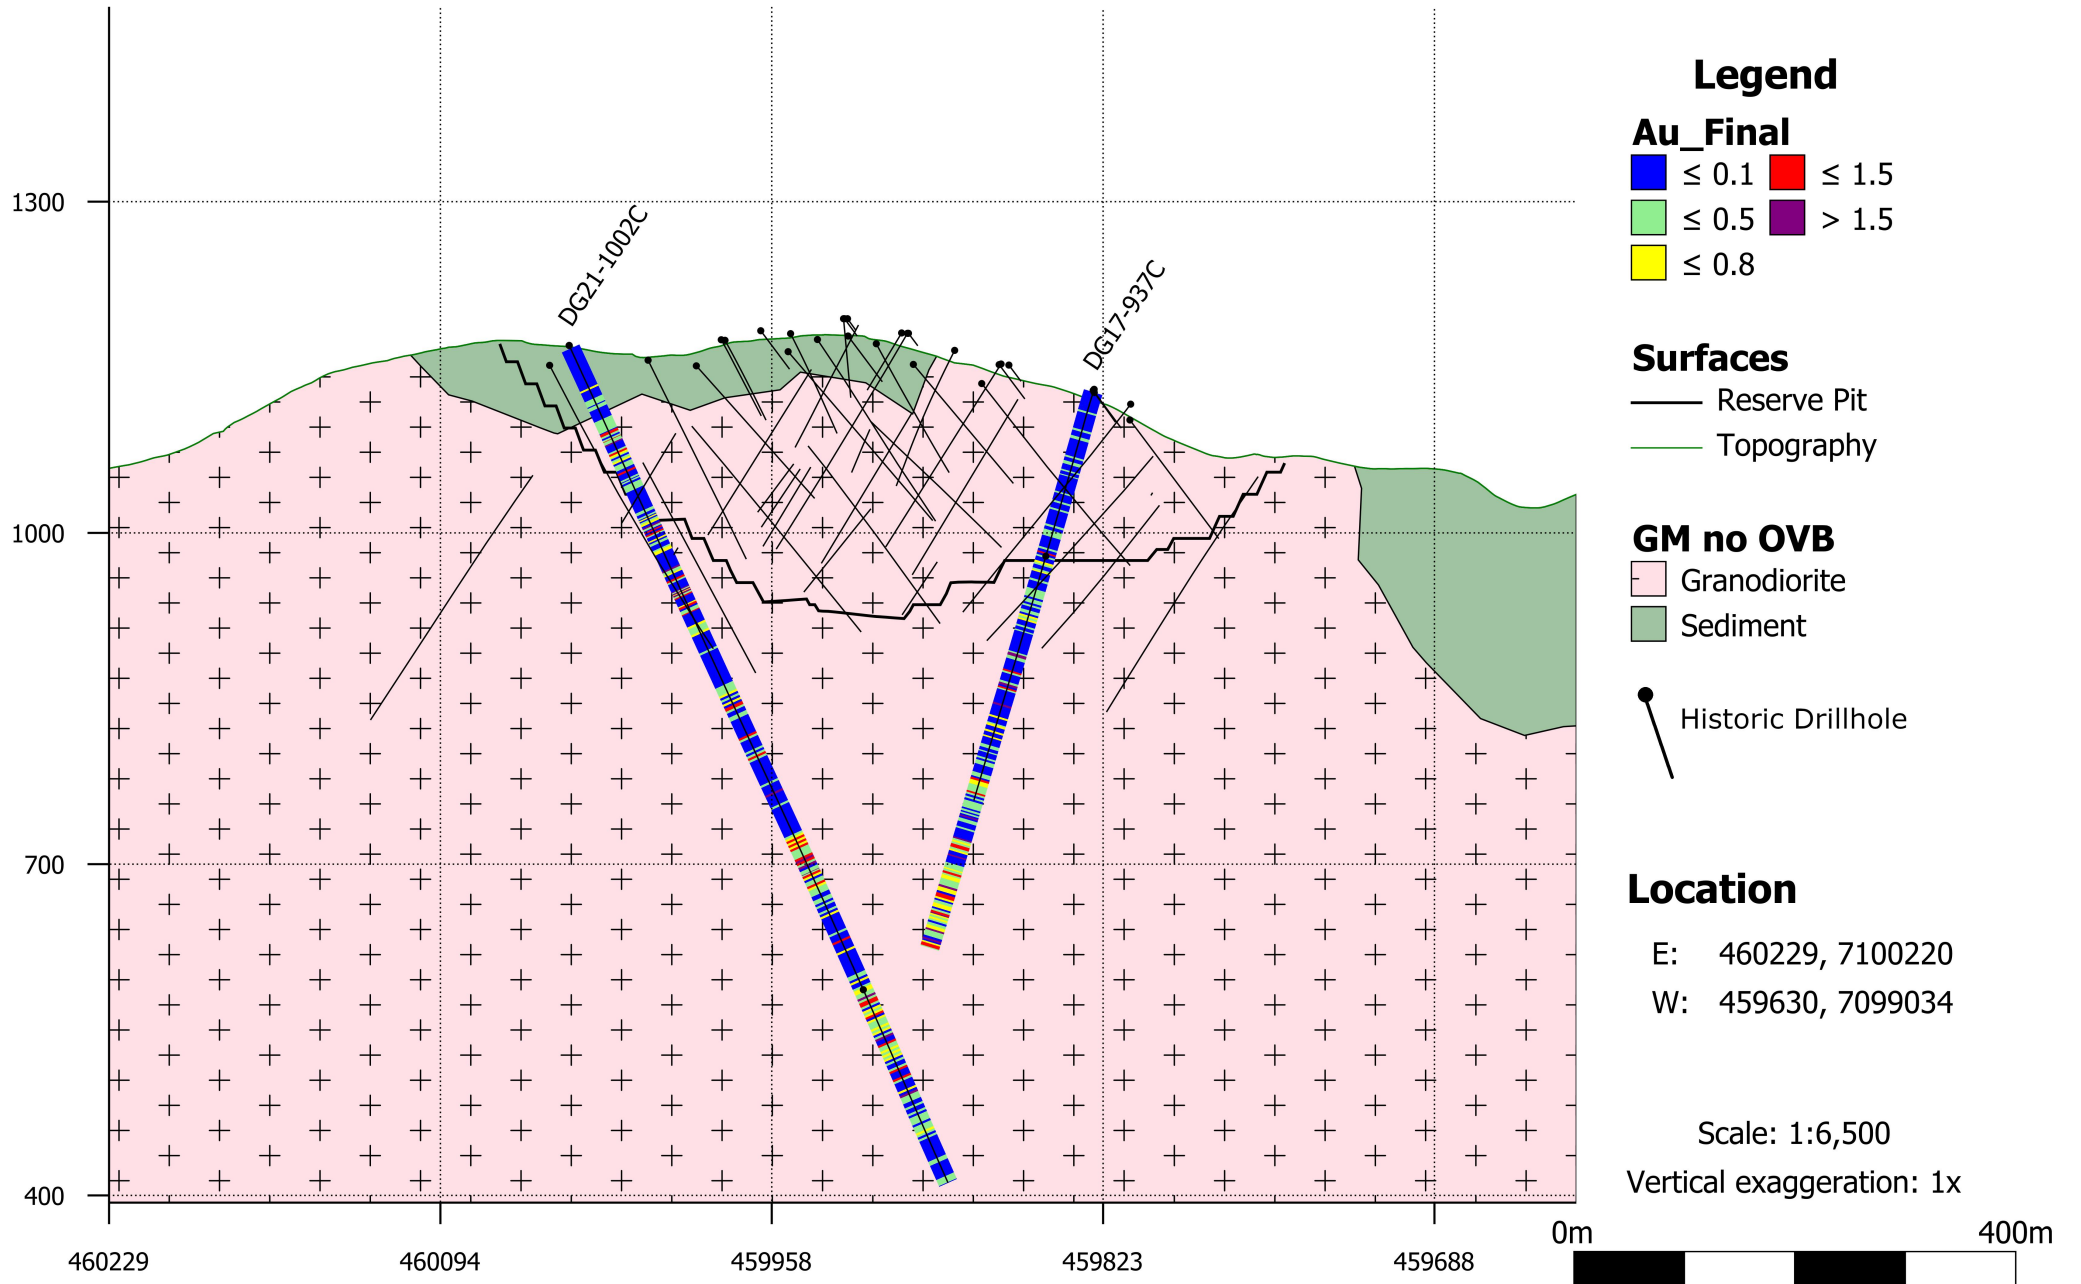 1300
1000
700
400
460229
460094
459958
459823
459688
DG21-1002C
DG17-937C
Legend
Au_Final
≤ 0.1 ≤ 1.5
≤ 0.5 > 1.5
≤ 0.8
Surfaces
Reserve Pit
Topography
GM no OVB
Granodiorite
Sediment
Historic Drillhole
Location
E: 460229, 7100220
W: 459630, 7099034
Scale: 1:6,500
Vertical exaggeration: 1x
0m 400m